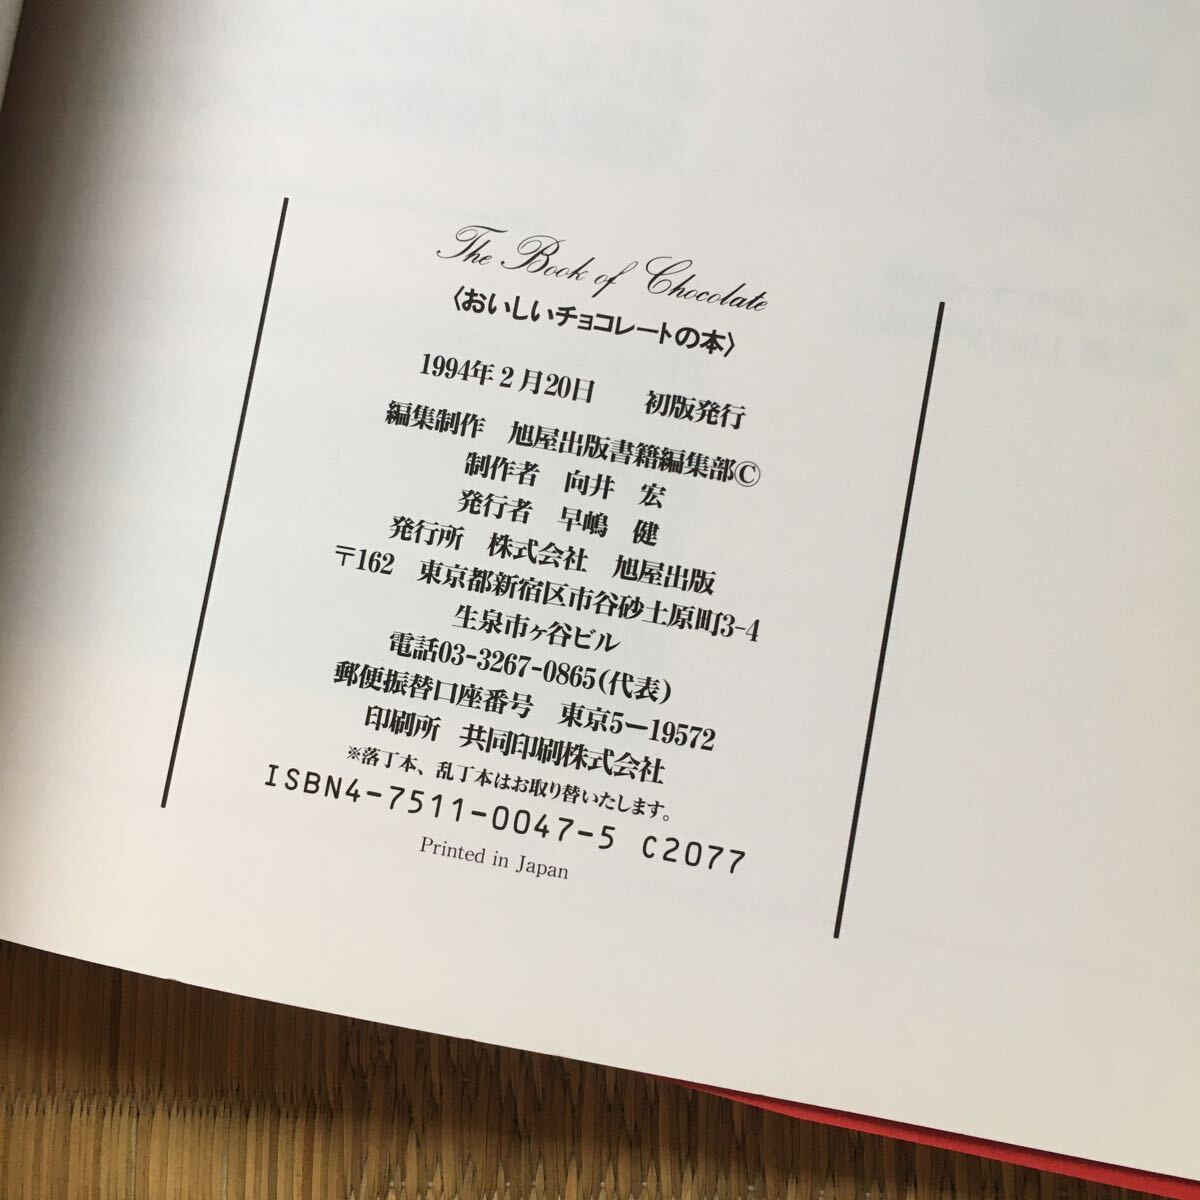 The Book of Chocolate
〈おいしいチョコレートの本〉
1994年2月20日　初版発行
編集制作　旭屋出版書籍編集部Ⓒ
制作者　向井　宏
発行者　早嶋　健
発行所　株式会社　旭屋出版
〒162　東京都新宿区市谷砂土原町3-4
生泉市ヶ谷ビル
電話03-3267-0865(代表)
郵便振替口座番号　東京5-19572
印刷所　共同印刷株式会社
※落丁本、乱丁本はお取り替いたします。
ISBN4-7511-0047-5 C2077
Printed in Japan